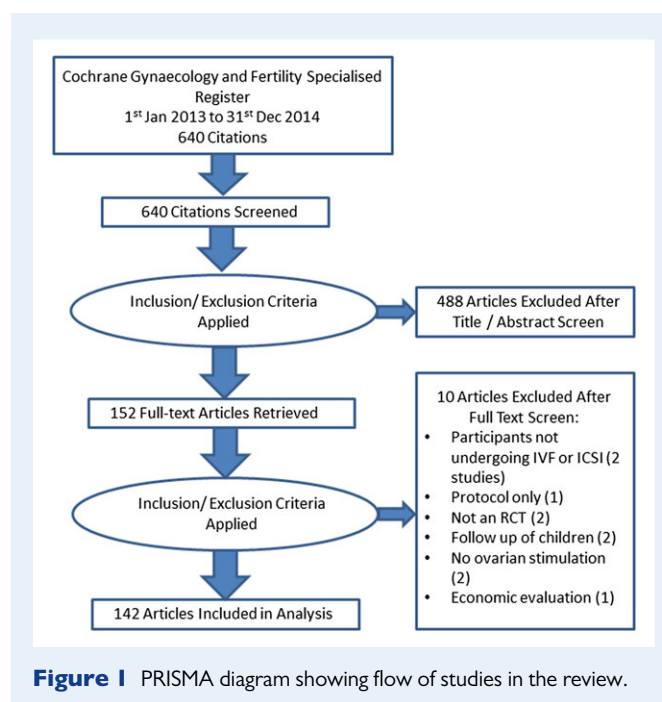 Cochrane Gynaecology and Fertility Specialised
Register
1st Jan 2013 to 31st Dec 2014
640 Citations
640 Citations Screened
Inclusion/Exclusion Criteria
Applied
488 Articles Excluded After
Title / Abstract Screen
152 Full-text Articles Retrieved
10 Articles Excluded After
Full Text Screen:
• Participants not
undergoing IVF or ICSI (2
studies)
• Protocol only (1)
• Not an RCT (2)
• Follow up of children (2)
• No ovarian stimulation
(2)
• Economic evaluation (1)
Inclusion/Exclusion Criteria
Applied
142 Articles Included in Analysis
Figure 1 PRISMA diagram showing flow of studies in the review.